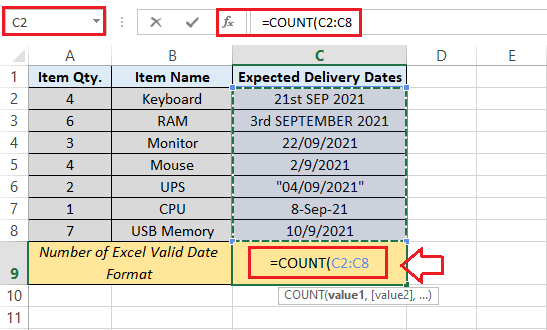 C2 fx =COUNT(C2:C8
A B C D E
1 Item Qty. Item Name Expected Delivery Dates
2 4 Keyboard 21st SEP 2021
3 6 RAM 3rd SEPTEMBER 2021
4 3 Monitor 22/09/2021
5 4 Mouse 2/9/2021
6 2 UPS "04/09/2021"
7 1 CPU 8-Sep-21
8 7 USB Memory 10/9/2021
Number of Excel Valid Date
9 Format =COUNT(C2:C8
10 COUNT(value1, [value2], ...)
11